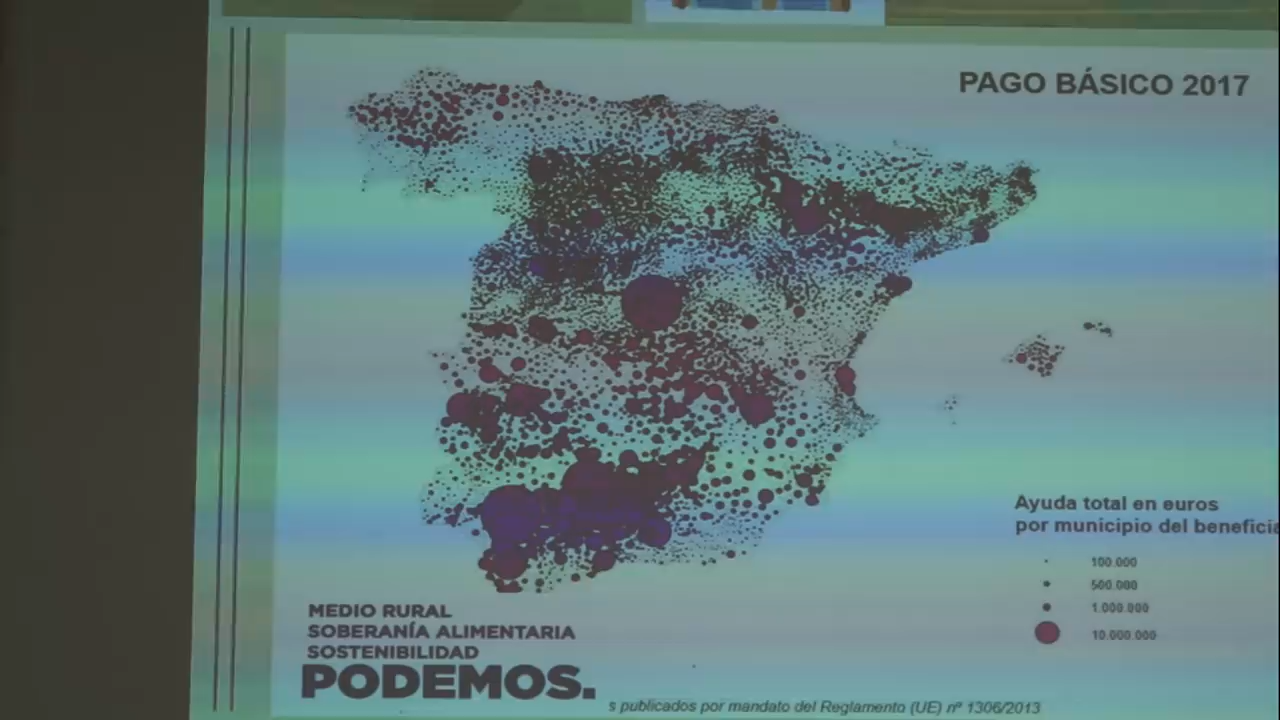 PAGO BÁSICO 2017
Ayuda total en euros
por municipio del
100.000
500.000
1.000.000
10.000.000
MEDIO RURAL
SOBERANÍA ALIMENTARIA
SOSTENIBILIDAD
PODEMOS.
s publicados por mandato del Reglamento (UE) nº 1306/2013